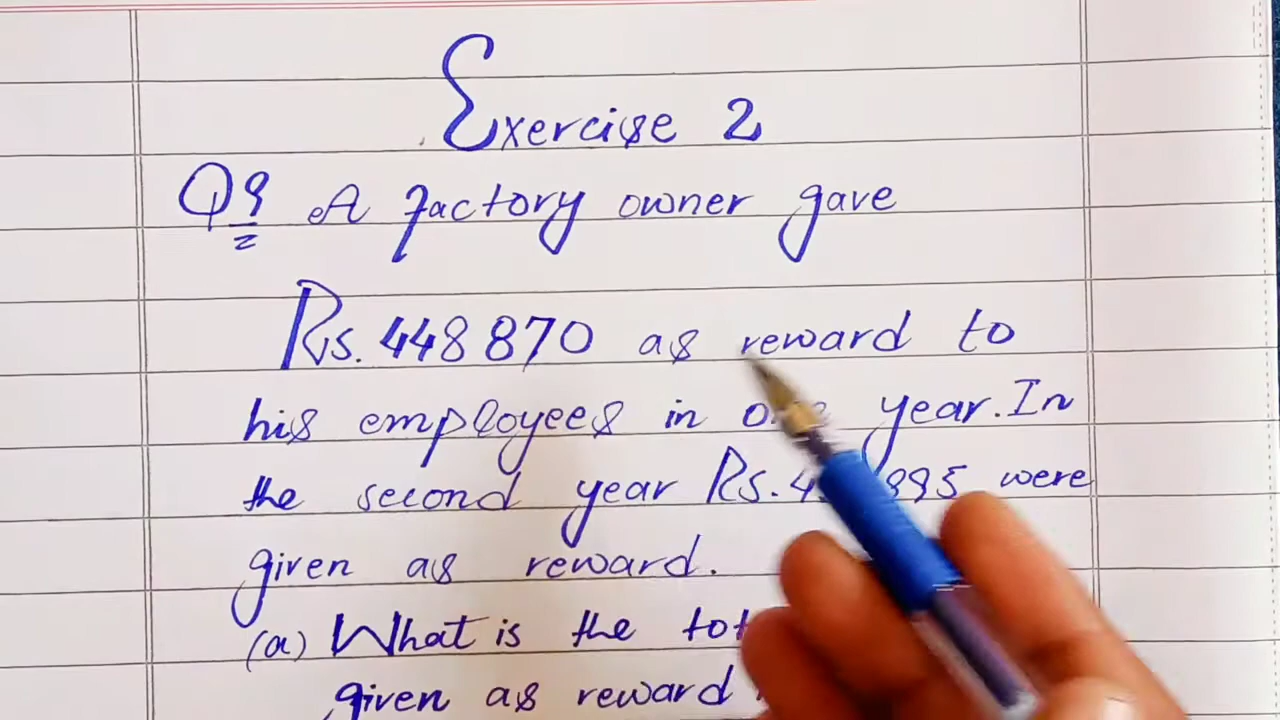 Exercise 2
Q9 A factory owner gave
Rs. 448870 as reward to
his employees in one year. In
the second year Rs. were
given as reward.
(a) What is the
given as reward